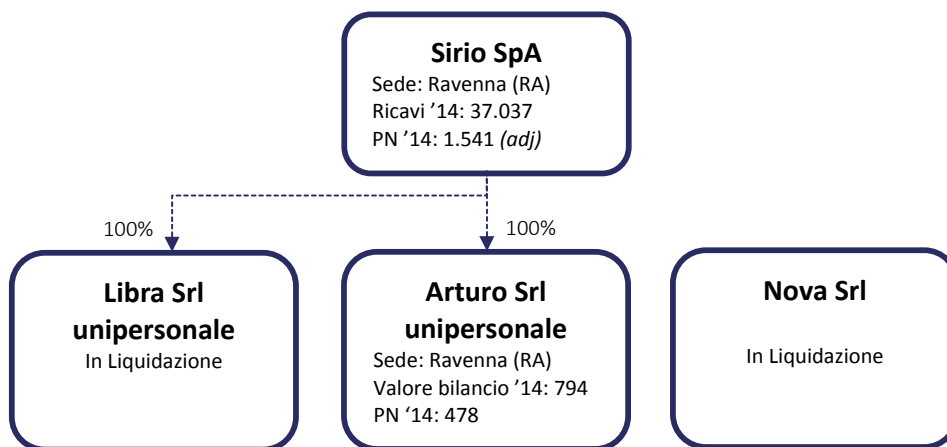 Sirio SpA
Sede: Ravenna (RA)
Ricavi ’14: 37.037
PN ’14: 1.541 (adj)
100%
100%
Libra Srl
unipersonale
In Liquidazione
Arturo Srl
unipersonale
Sede: Ravenna (RA)
Valore bilancio ’14: 794
PN ‘14: 478
Nova Srl
In Liquidazione